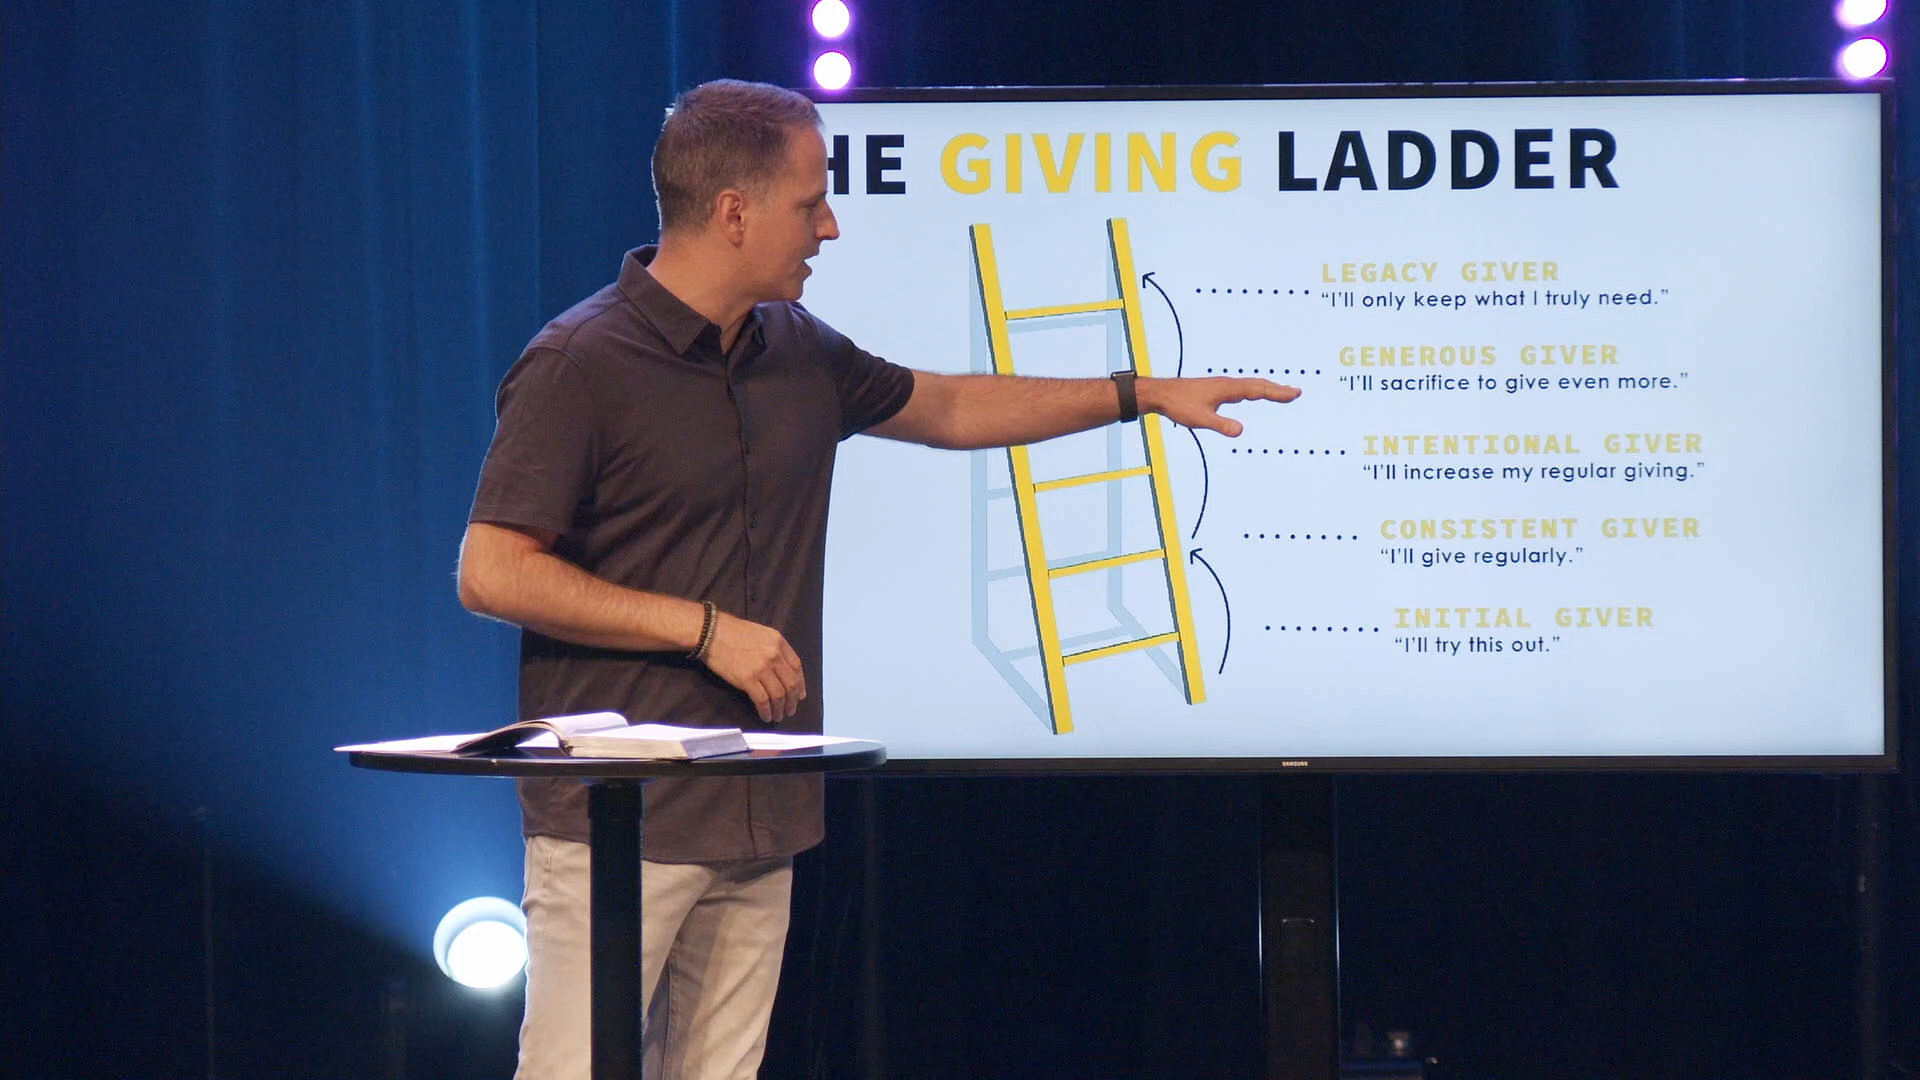 HE GIVING LADDER
LEGACY GIVER
“I’ll only keep what I truly need.”
GENEROUS GIVER
“I’ll sacrifice to give even more.”
INTENTIONAL GIVER
“I’ll increase my regular giving.”
CONSISTENT GIVER
“I’ll give regularly.”
INITIAL GIVER
“I’ll try this out.”
SAMSUNG